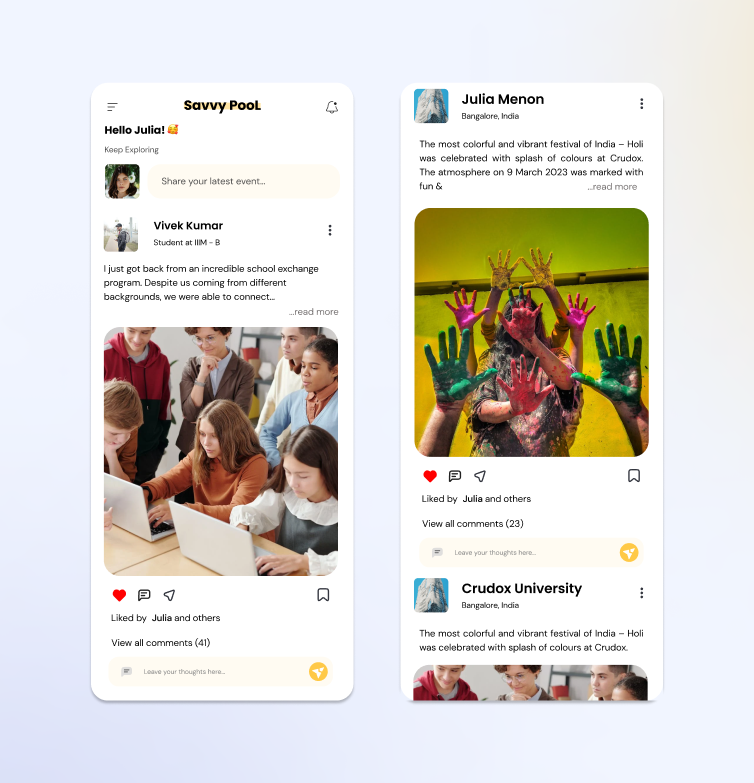 Savvy PooL
Hello Julia! 🥰
Keep Exploring
Share your latest event...
Vivek Kumar
Student at IIIM - B
I just got back from an incredible school exchange
program. Despite us coming from different
backgrounds, we were able to connect...
...read more
Liked by Julia and others
View all comments (41)
Leave your thoughts here...
Julia Menon
Bangalore, India
The most colorful and vibrant festival of India – Holi
was celebrated with splash of colours at Crudox.
The atmosphere on 9 March 2023 was marked with
fun & ...read more
Liked by Julia and others
View all comments (23)
Leave your thoughts here...
Crudox University
Bangalore, India
The most colorful and vibrant festival of India – Holi
was celebrated with splash of colours at Crudox.